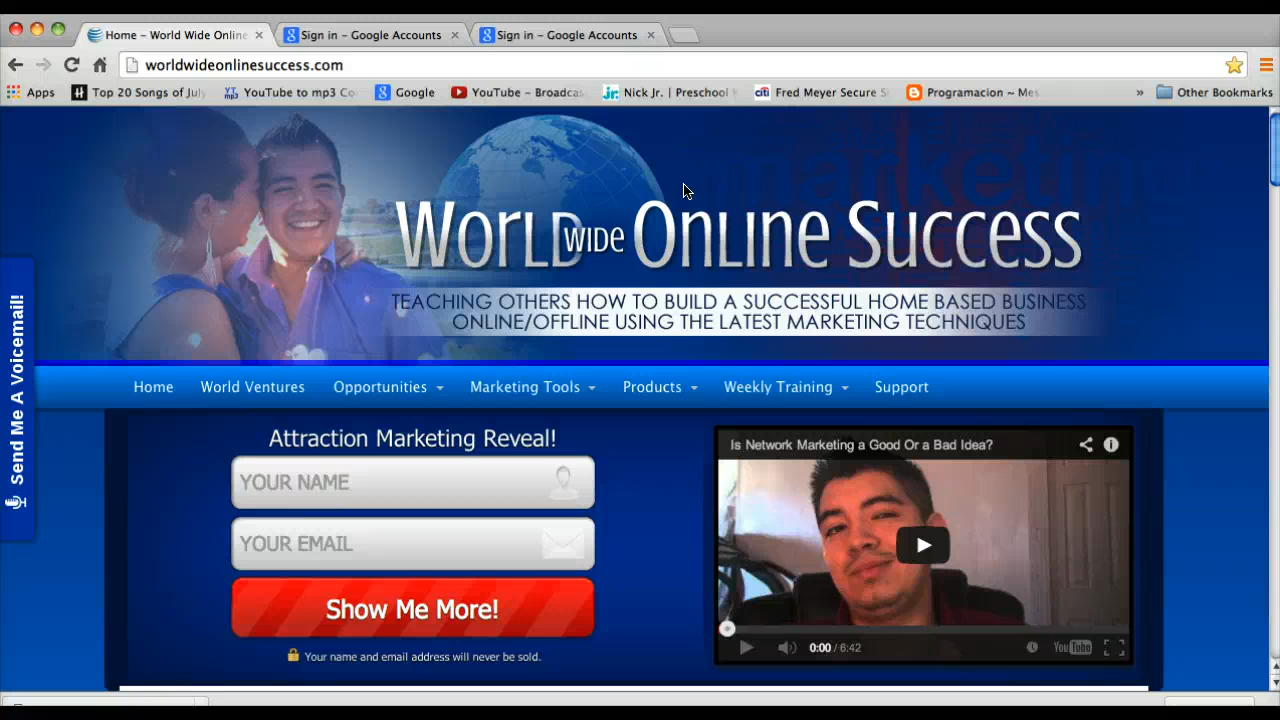 Home – World Wide Online
Sign in – Google Accounts
Sign in – Google Accounts
worldwideonlinesuccess.com
Apps
Top 20 Songs of July
YouTube to mp3 Co
Google
YouTube – Broadcas
Nick Jr. | Preschool
Fred Meyer Secure S
Programacion ~ Me
» Other Bookmarks
marketing
World wide Online Success
TEACHING OTHERS HOW TO BUILD A SUCCESSFUL HOME BASED BUSINESS
ONLINE/OFFLINE USING THE LATEST MARKETING TECHNIQUES
Send Me A Voicemail!
Home
World Ventures
Opportunities
Marketing Tools
Products
Weekly Training
Support
Attraction Marketing Reveal!
YOUR NAME
YOUR EMAIL
Show Me More!
Your name and email address will never be sold.
Is Network Marketing a Good Or a Bad Idea?
0:00 / 6:42
YouTube